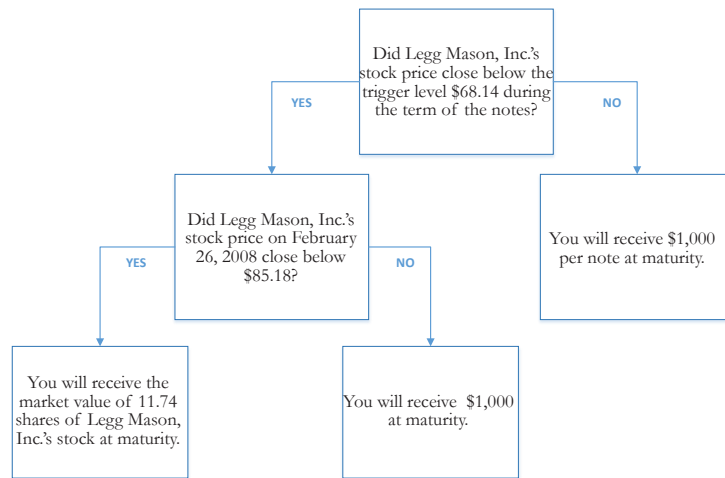 Did Legg Mason, Inc.'s
stock price close below the
trigger level $68.14 during
the term of the notes?
YES
NO
Did Legg Mason, Inc.'s
stock price on February
26, 2008 close below
$85.18?
You will receive $1,000
per note at maturity.
YES
NO
You will receive the
market value of 11.74
shares of Legg Mason,
Inc.'s stock at maturity.
You will receive $1,000
at maturity.